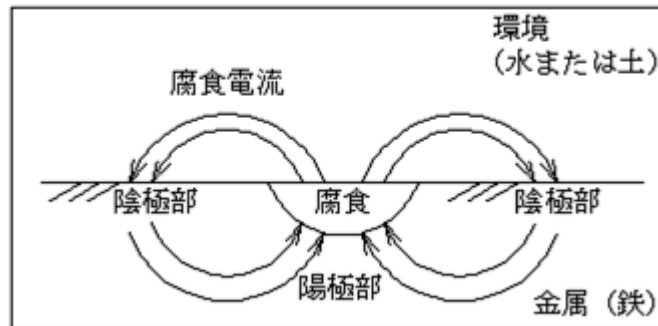 環境
(水または土)
腐食電流
陰極部
腐食
陰極部
陽極部
金属 (鉄)